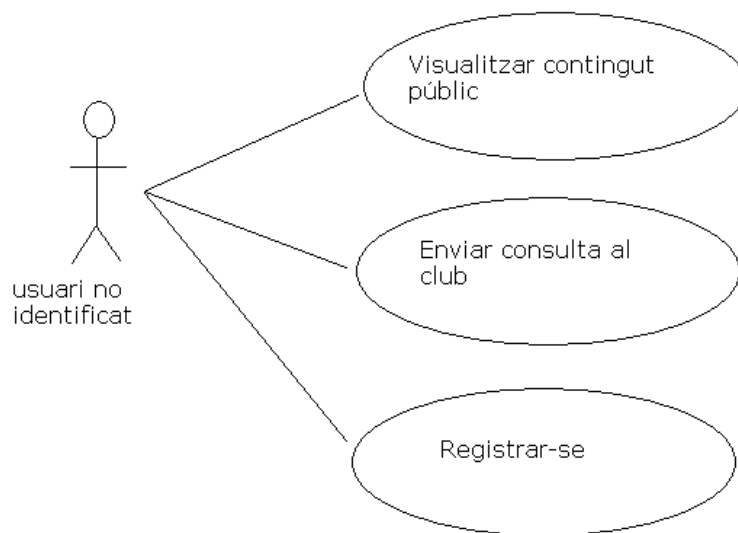 Visualitzar contingut
públic
Enviar consulta al
club
usuari no
identificat
Registrar-se